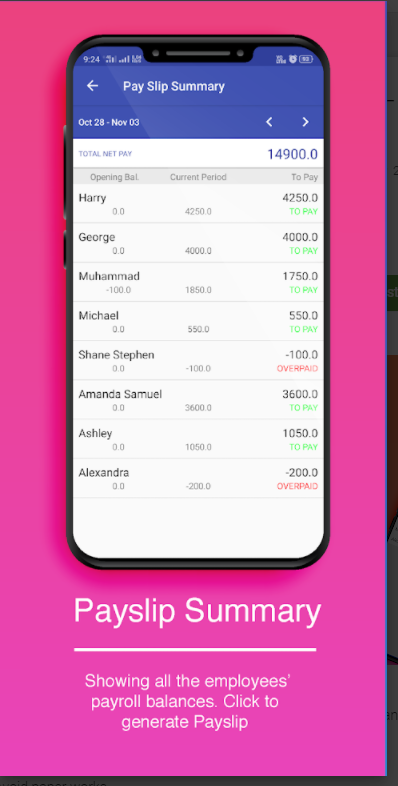 9:24
93
Pay Slip Summary
Oct 28 - Nov 03
TOTAL NET PAY 14900.0
Opening Bal. Current Period To Pay
Harry 4250.0
0.0 4250.0 TO PAY
George 4000.0
0.0 4000.0 TO PAY
Muhammad 1750.0
-100.0 1850.0 TO PAY
Michael 550.0
0.0 550.0 TO PAY
Shane Stephen -100.0
0.0 -100.0 OVERPAID
Amanda Samuel 3600.0
0.0 3600.0 TO PAY
Ashley 1050.0
0.0 1050.0 TO PAY
Alexandra -200.0
0.0 -200.0 OVERPAID
Payslip Summary
Showing all the employees'
payroll balances. Click to
generate Payslip